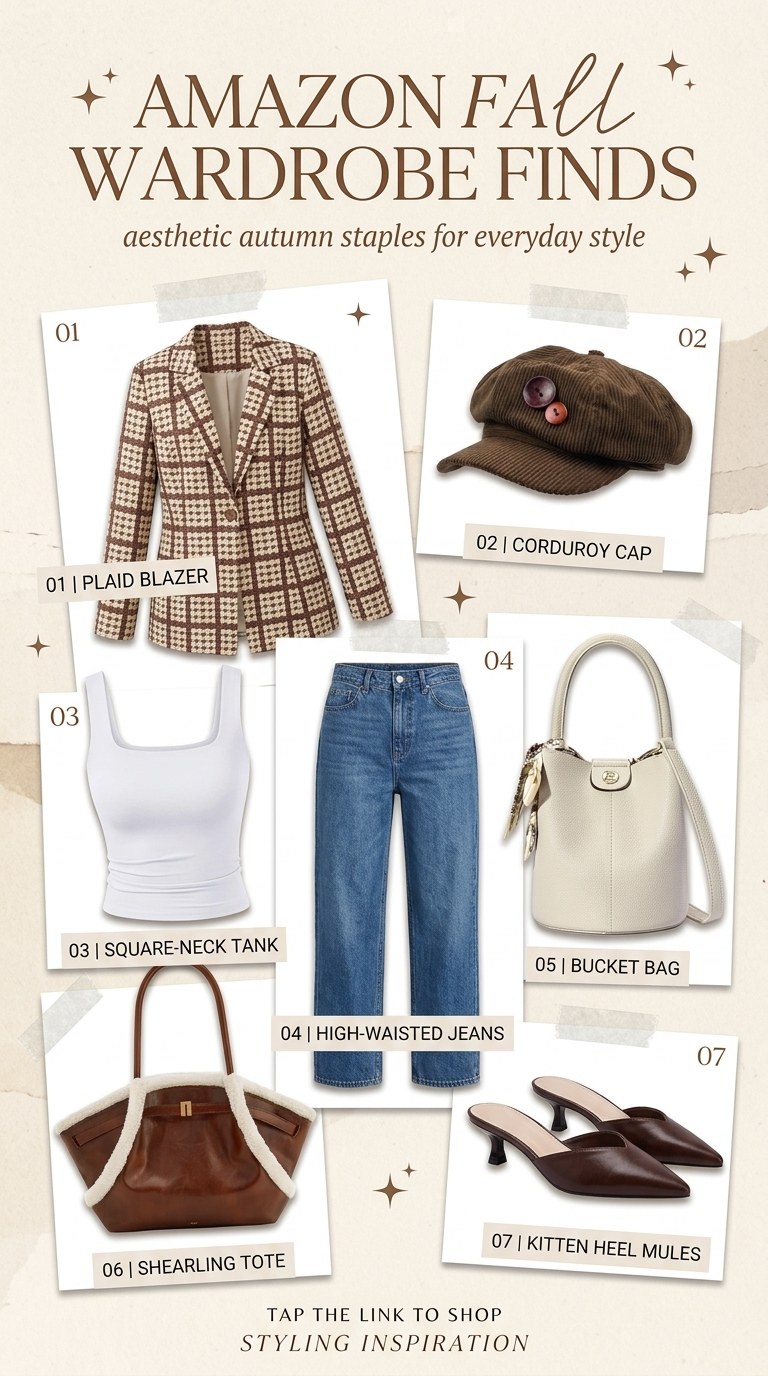 AMAZON FALL
WARDROBE FINDS
aesthetic autumn staples for everyday style
01
01 | PLAID BLAZER
02
02 | CORDUROY CAP
03
03 | SQUARE-NECK TANK
04
04 | HIGH-WAISTED JEANS
05 | BUCKET BAG
06 | SHEARLING TOTE
07
07 | KITTEN HEEL MULES
TAP THE LINK TO SHOP
STYLING INSPIRATION